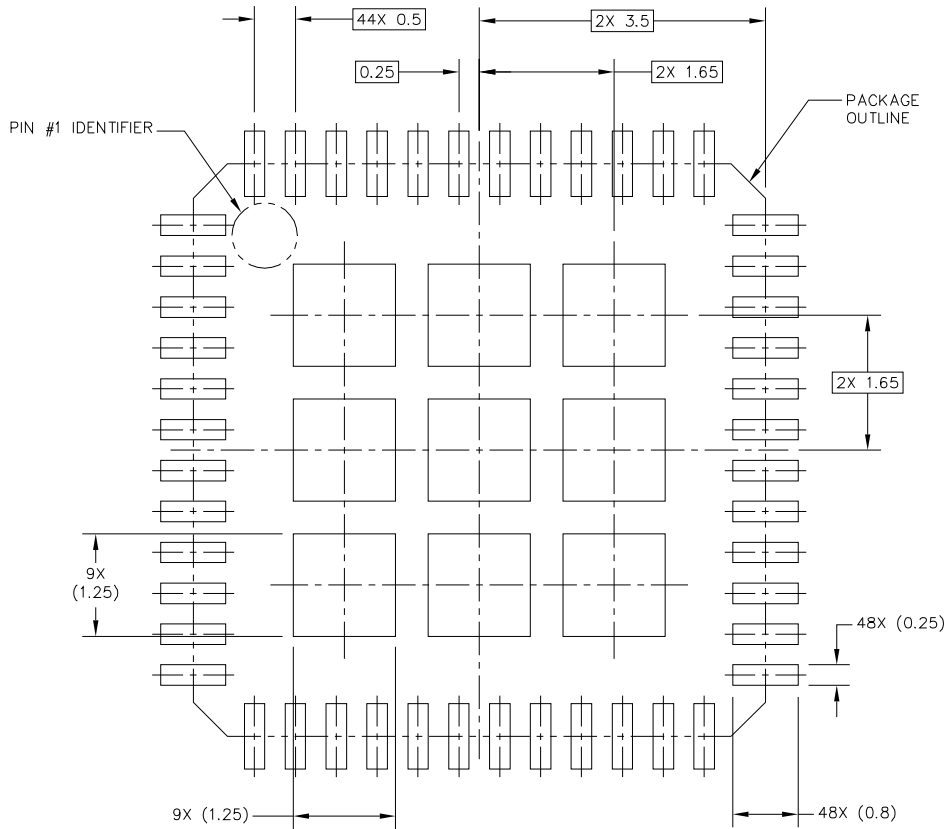 44X 0.5
2X 3.5
0.25
2X 1.65
PIN #1 IDENTIFIER
PACKAGE
OUTLINE
2X 1.65
9X
(1.25)
48X (0.25)
9X (1.25)
48X (0.8)